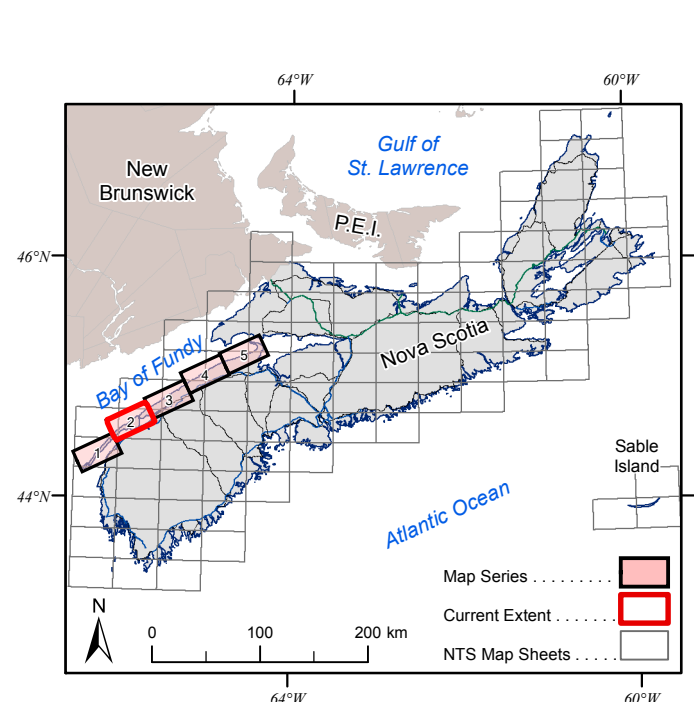 64°W
60°W
Gulf of
St. Lawrence
New
Brunswick
P.E.I.
46°N
Nova Scotia
Bay of Fundy
5
4
3
2
1
Sable
Island
44°N
Atlantic Ocean
Map Series . . . . . . . . .
Current Extent . . . . . . .
NTS Map Sheets . . . . .
N
0
100
200 km
64°W
60°W